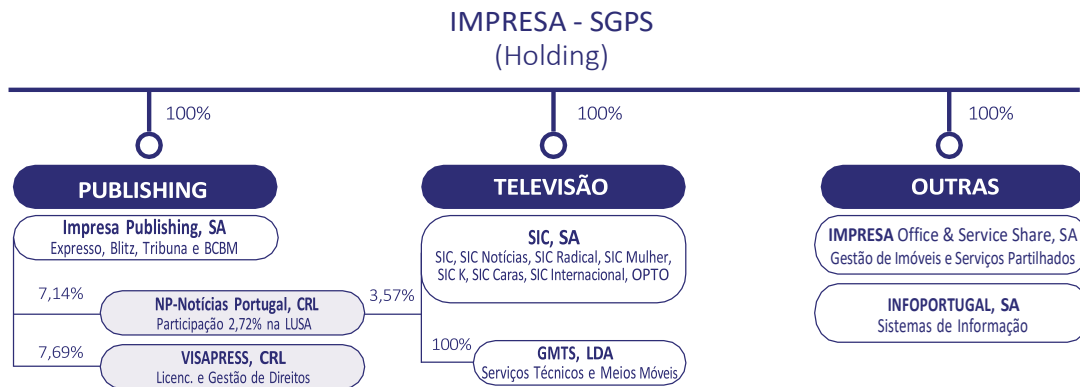 IMPRESA - SGPS
(Holding)
100%
100%
100%
PUBLISHING
TELEVISÃO
OUTRAS
Impresa Publishing, SA
Expresso, Blitz, Tribuna e BCBM
SIC, SA
SIC, SIC Notícias, SIC Radical, SIC Mulher,
SIC K, SIC Caras, SIC Internacional, OPTO
IMPRESA Office & Service Share, SA
Gestão de Imóveis e Serviços Partilhados
7,14%
NP-Notícias Portugal, CRL
Participação 2,72% na LUSA
3,57%
INFOPORTUGAL, SA
Sistemas de Informação
7,69%
VISAPRESS, CRL
Licenc. e Gestão de Direitos
100%
GMTS, LDA
Serviços Técnicos e Meios Móveis